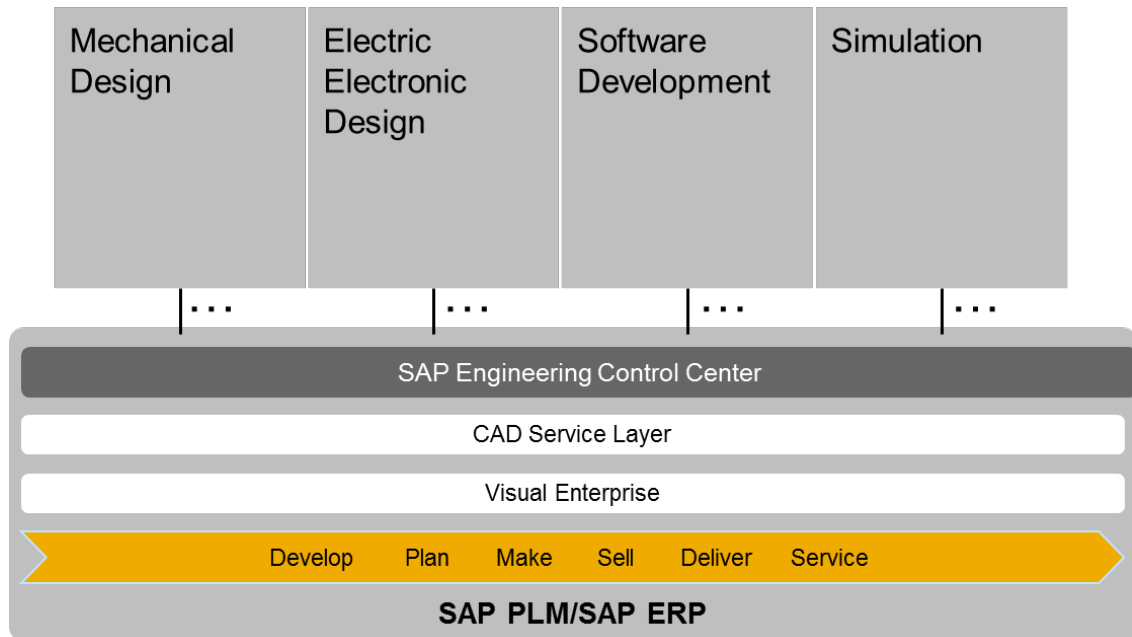 Mechanical
Design
Electric
Electronic
Design
Software
Development
Simulation
... ... ... ...
SAP Engineering Control Center
CAD Service Layer
Visual Enterprise
Develop Plan Make Sell Deliver Service
SAP PLM/SAP ERP